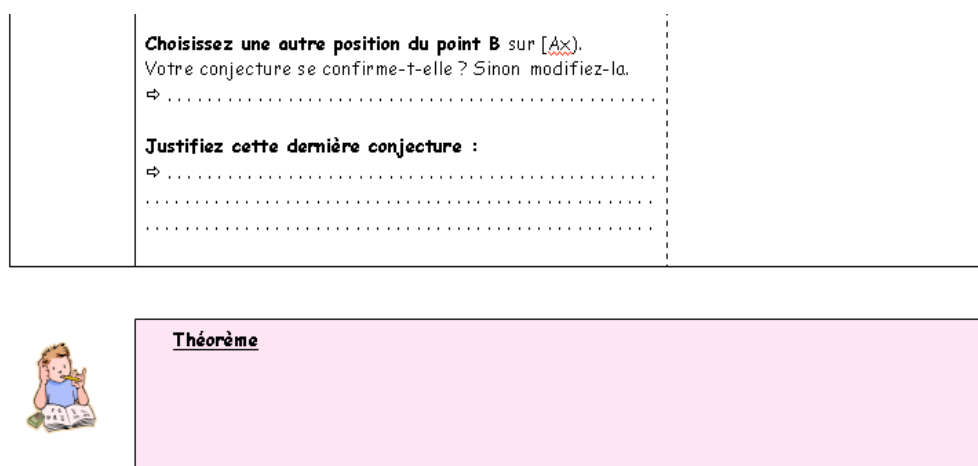 Choisissez une autre position du point B sur [Ax).
Votre conjecture se confirme-t-elle ? Sinon modifiez-la.
⇨ . . . . . . . . . . . . . . . . . . . . . . . . . . . . . . . . . . . . . . . . . . . . . . . . . .
Justifiez cette dernière conjecture :
⇨ . . . . . . . . . . . . . . . . . . . . . . . . . . . . . . . . . . . . . . . . . . . . . . . . . .
. . . . . . . . . . . . . . . . . . . . . . . . . . . . . . . . . . . . . . . . . . . . . . . . . . . .
. . . . . . . . . . . . . . . . . . . . . . . . . . . . . . . . . . . . . . . . . . . . . . . . . . . .
Théorème